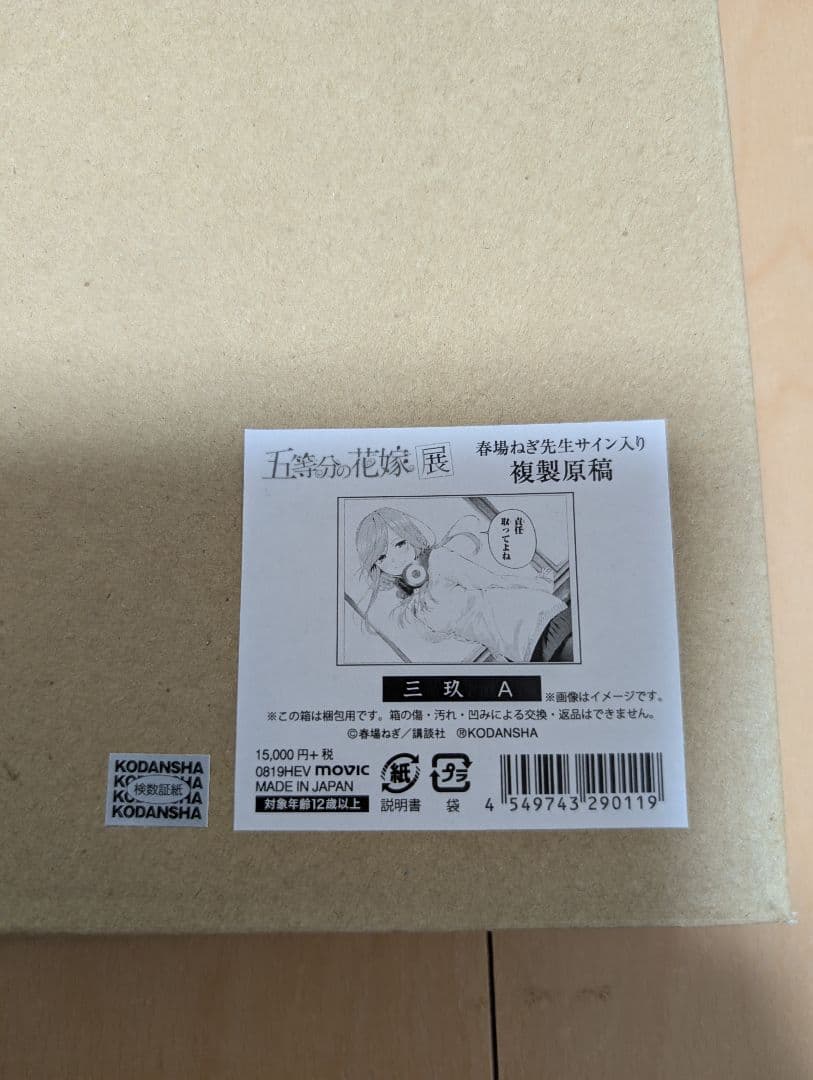 五等分の花嫁 展
春場ねぎ先生サイン入り
複製原稿
責任
取ってよね
三玖 A
※画像はイメージです。
※この箱は梱包用です。箱の傷・汚れ・凹みによる交換・返品はできません。
©春場ねぎ/講談社 ®KODANSHA
15,000円+税
0819HEV movic
MADE IN JAPAN
対象年齢12歳以上
紙
説明書
プラ
袋
4 549743 290119
KODANSHA
KODANSHA
検数証紙
KODANSHA
KODANSHA